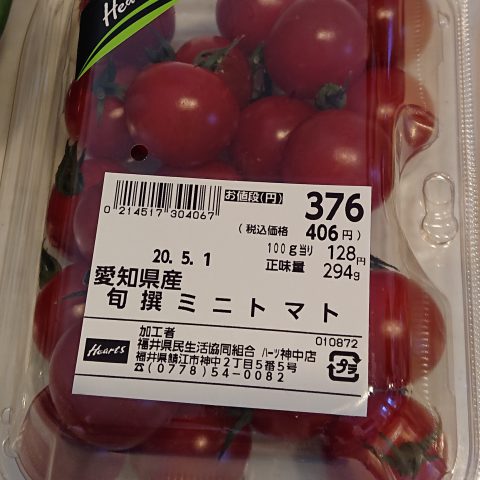 Hearts
お値段(円) 376
0 214517 304067
(税込価格 406円)
100g当り 128円
20.5.1
正味量 294g
愛知県産
旬撰ミニトマト
010872
加工者
Hearts
福井県民生活協同組合 ハーツ神中店
福井県鯖江市神中2丁目5番5号
☎(0778)54-0082
プラ